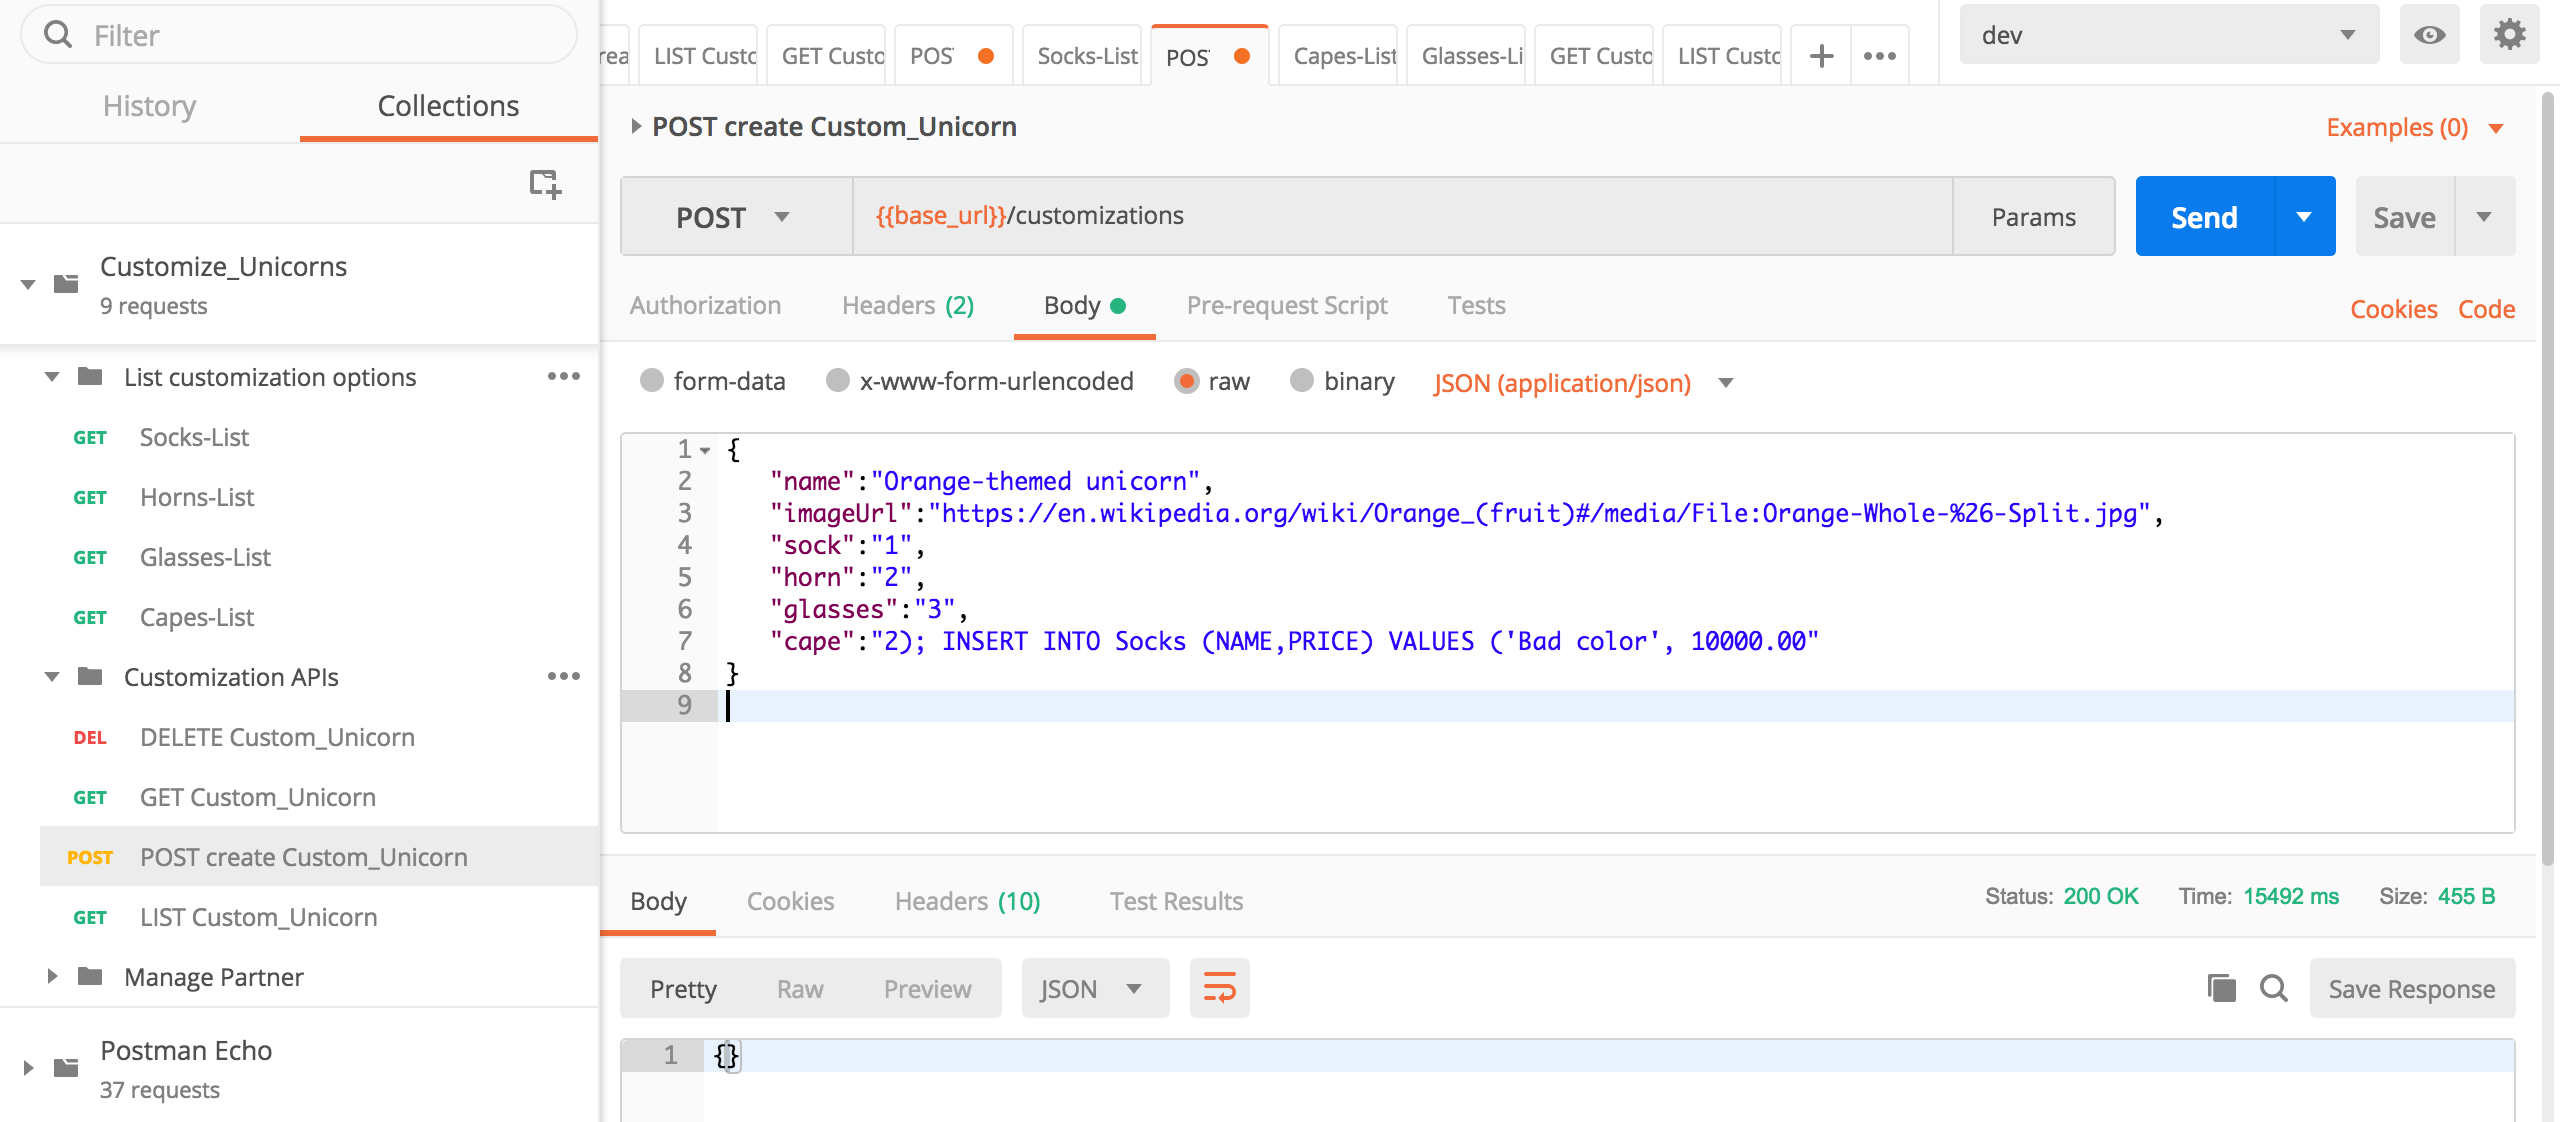 Filter
History
Collections
Customize_Unicorns
9 requests
List customization options
GET Socks-List
GET Horns-List
GET Glasses-List
GET Capes-List
Customization APIs
DEL DELETE Custom_Unicorn
GET GET Custom_Unicorn
POST POST create Custom_Unicorn
GET LIST Custom_Unicorn
Manage Partner
Postman Echo
37 requests
rea LIST Custo GET Custo POS Socks-List POS Capes-List Glasses-Li GET Custo LIST Custo
dev
POST create Custom_Unicorn
Examples (0)
POST {{base_url}}/customizations Params Send Save
Authorization Headers (2) Body Pre-request Script Tests Cookies Code
form-data x-www-form-urlencoded raw binary JSON (application/json)
1 {
2 "name":"Orange-themed unicorn",
3 "imageUrl":"https://en.wikipedia.org/wiki/Orange_(fruit)#/media/File:Orange-Whole-%26-Split.jpg",
4 "sock":"1",
5 "horn":"2",
6 "glasses":"3",
7 "cape":"2); INSERT INTO Socks (NAME,PRICE) VALUES ('Bad color', 10000.00"
8 }
9
Body Cookies Headers (10) Test Results Status: 200 OK Time: 15492 ms Size: 455 B
Pretty Raw Preview JSON Save Response
1 {}